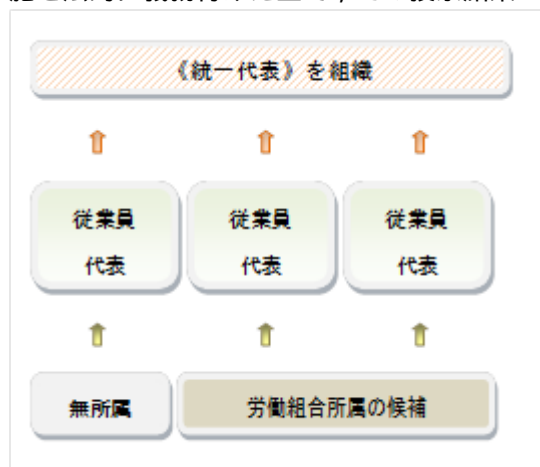 《統一代表》を組織
従業員 従業員 従業員
代表 代表 代表
無所属 労働組合所属の候補